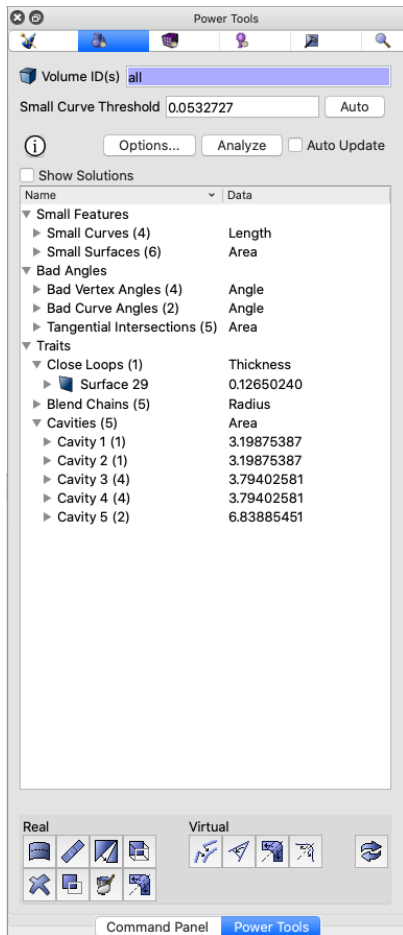 Power Tools
Volume ID(s) all
Small Curve Threshold 0.0532727 Auto
Options... Analyze Auto Update
Show Solutions
Name Data
Small Features
Small Curves (4) Length
Small Surfaces (6) Area
Bad Angles
Bad Vertex Angles (4) Angle
Bad Curve Angles (2) Angle
Tangential Intersections (5) Area
Traits
Close Loops (1) Thickness
Surface 29 0.12650240
Blend Chains (5) Radius
Cavities (5) Area
Cavity 1 (1) 3.19875387
Cavity 2 (1) 3.19875387
Cavity 3 (4) 3.79402581
Cavity 4 (4) 3.79402581
Cavity 5 (2) 6.83885451
Real Virtual
Command Panel Power Tools